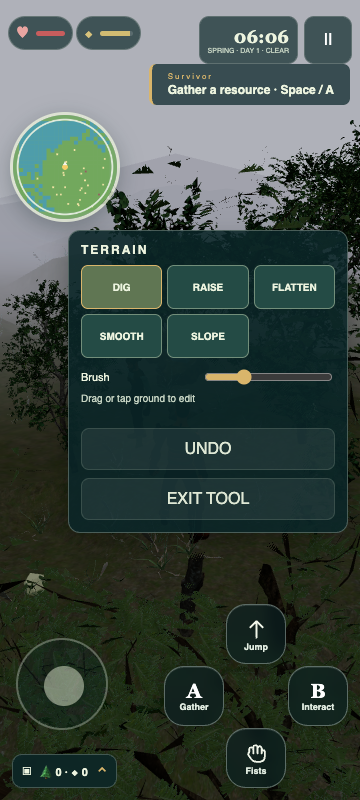 06:06
SPRING · DAY 1 · CLEAR
Survivor
Gather a resource · Space / A
TERRAIN
DIG
RAISE
FLATTEN
SMOOTH
SLOPE
Brush
Drag or tap ground to edit
UNDO
EXIT TOOL
Jump
A
Gather
B
Interact
Fists
0 · ◆ 0